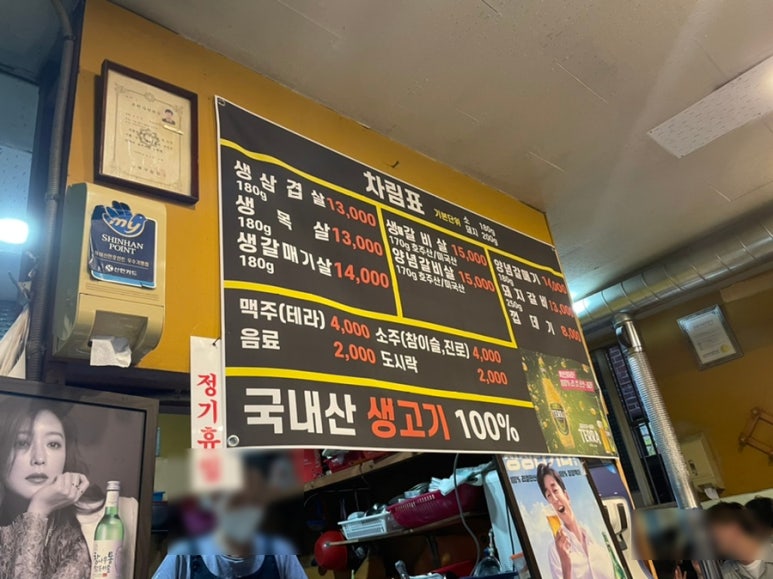 차림표
기본단위 소 180g
돼지 200g
생삼겹살 13,000
180g
생목살 13,000
180g
생갈매기살 14,000
180g
생갈비살 15,000
170g 호주산/미국산
양념갈비살 15,000
170g 호주산/미국산
양념갈매기 14,000
180g
돼지갈비 13,000
250g
껍데기 8,000
맥주(테라) 4,000 소주(참이슬,진로) 4,000
음료 2,000 도시락 2,000
국내산 생고기 100%
my
SHINHAN
POINT
신한카드
정기휴
TERRA